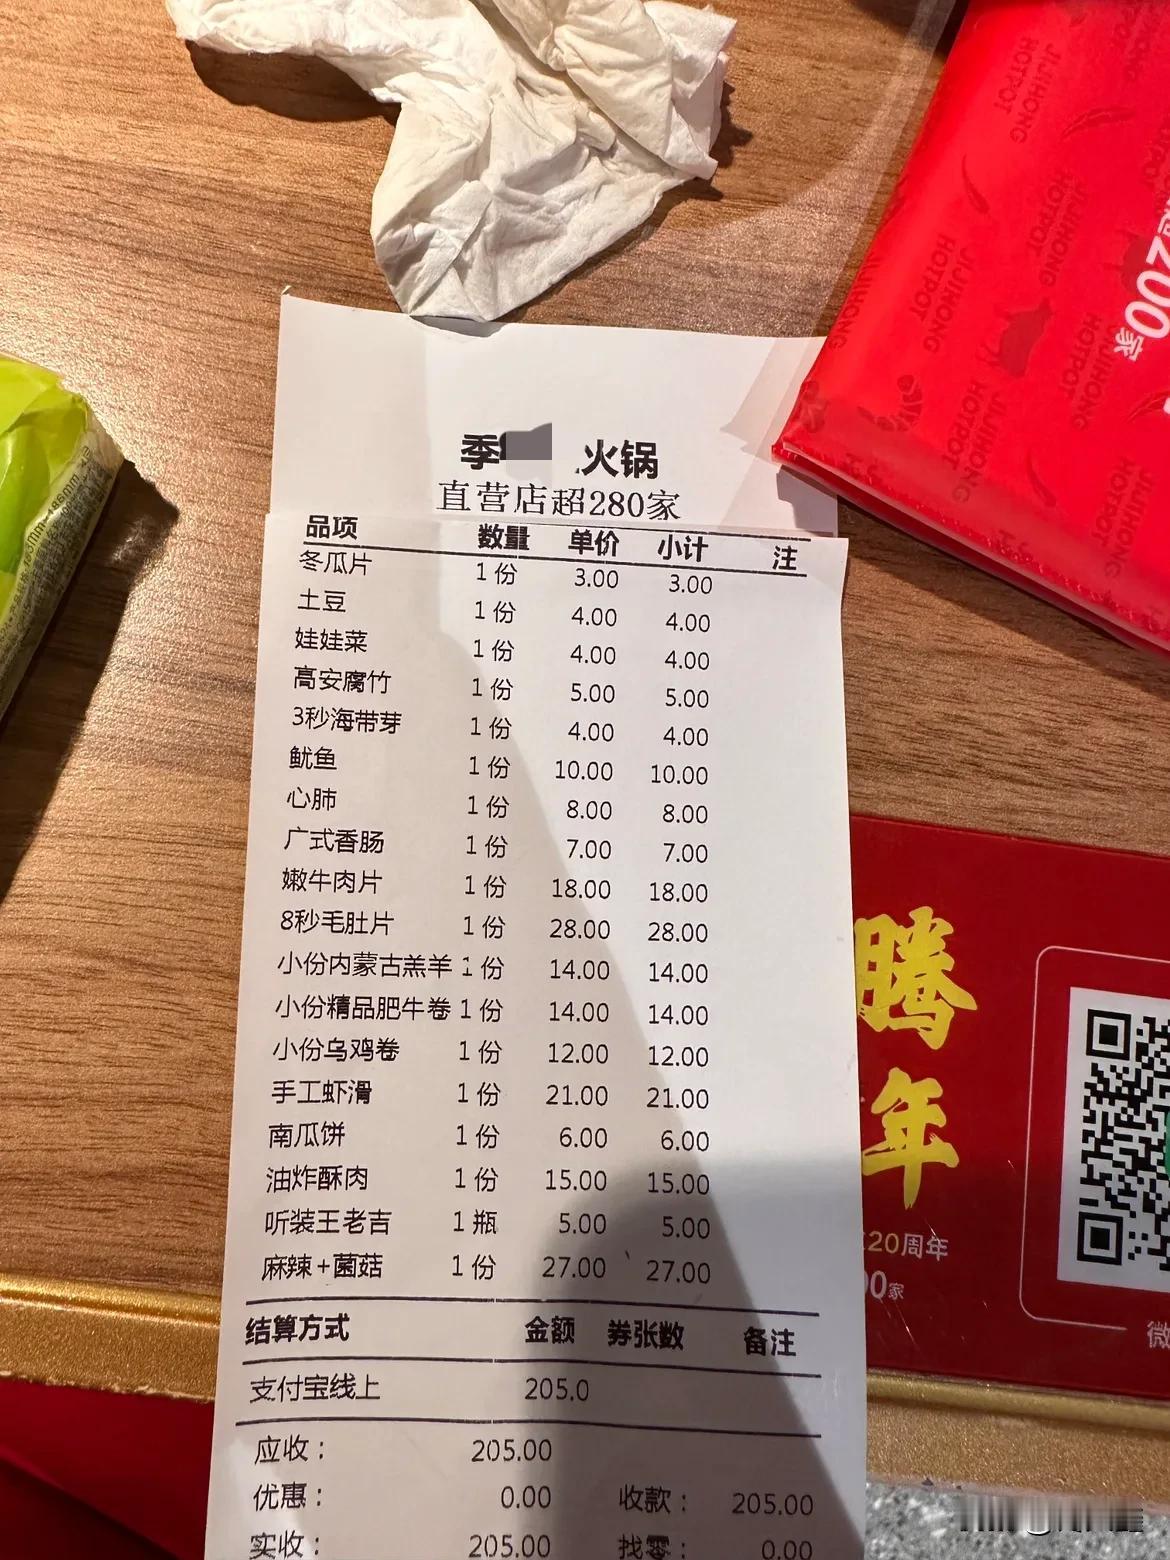 季 火锅
直营店超280家
品项 数量 单价 小计 注
冬瓜片 1份 3.00 3.00
土豆 1份 4.00 4.00
娃娃菜 1份 4.00 4.00
高安腐竹 1份 5.00 5.00
3秒海带芽 1份 4.00 4.00
鱿鱼 1份 10.00 10.00
心肺 1份 8.00 8.00
广式香肠 1份 7.00 7.00
嫩牛肉片 1份 18.00 18.00
8秒毛肚片 1份 28.00 28.00
小份内蒙古羔羊 1份 14.00 14.00
小份精品肥牛卷 1份 14.00 14.00
小份乌鸡卷 1份 12.00 12.00
手工虾滑 1份 21.00 21.00
南瓜饼 1份 6.00 6.00
油炸酥肉 1份 15.00 15.00
听装王老吉 1瓶 5.00 5.00
麻辣+菌菇 1份 27.00 27.00
结算方式 金额 券张数 备注
支付宝线上 205.0
应收： 205.00
优惠： 0.00 收款： 205.00
实收： 205.00 找零： 0.00
JIJIHONG
HOTPOT
JIJIHONG
HOTPOT
JIJIHONG
HOTPOT
JIJIHONG
HOTPOT
JIJIHONG
200家
腾
年
20周年
00家
微